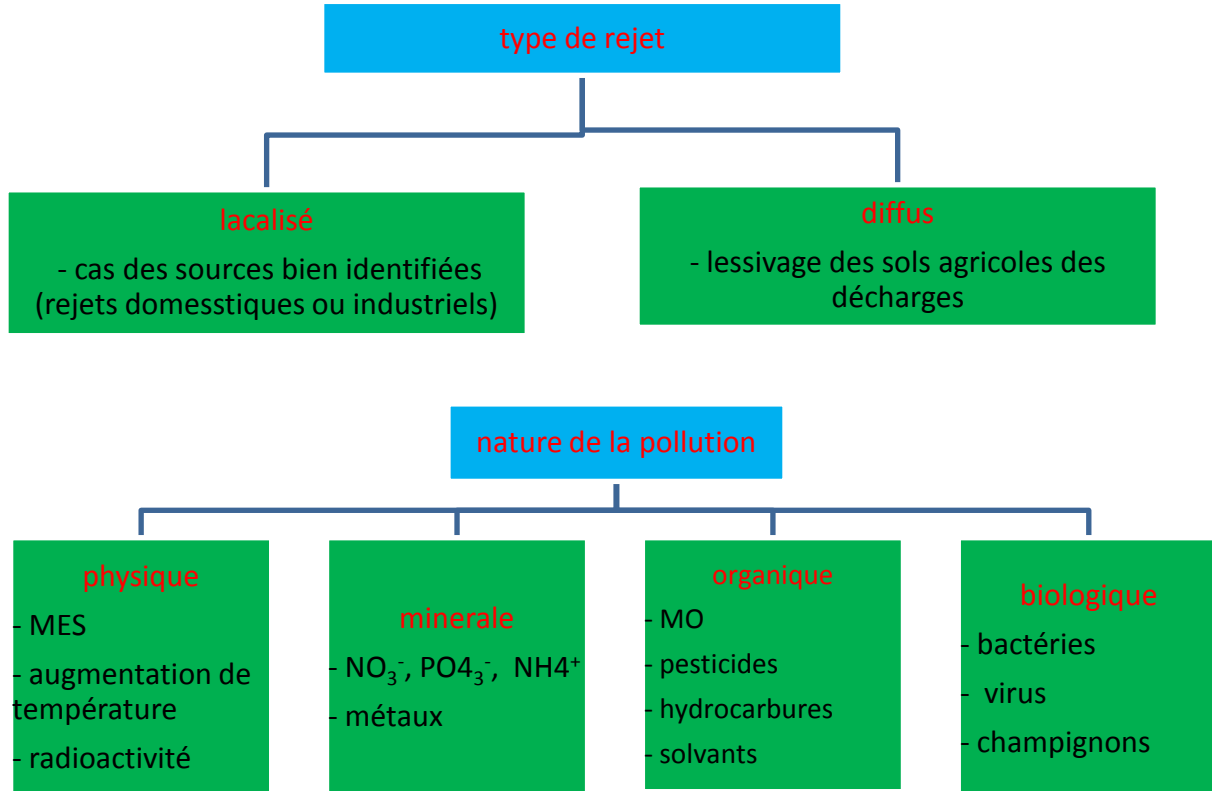 type de rejet
lacalisé
- cas des sources bien identifiées
(rejets domesstiques ou industriels)
diffus
- lessivage des sols agricoles des
décharges
nature de la pollution
physique
- MES
- augmentation de
température
- radioactivité
minerale
- NO₃⁻, PO4₃⁻, NH4⁺
- métaux
organique
- MO
- pesticides
- hydrocarbures
- solvants
biologique
- bactéries
- virus
- champignons